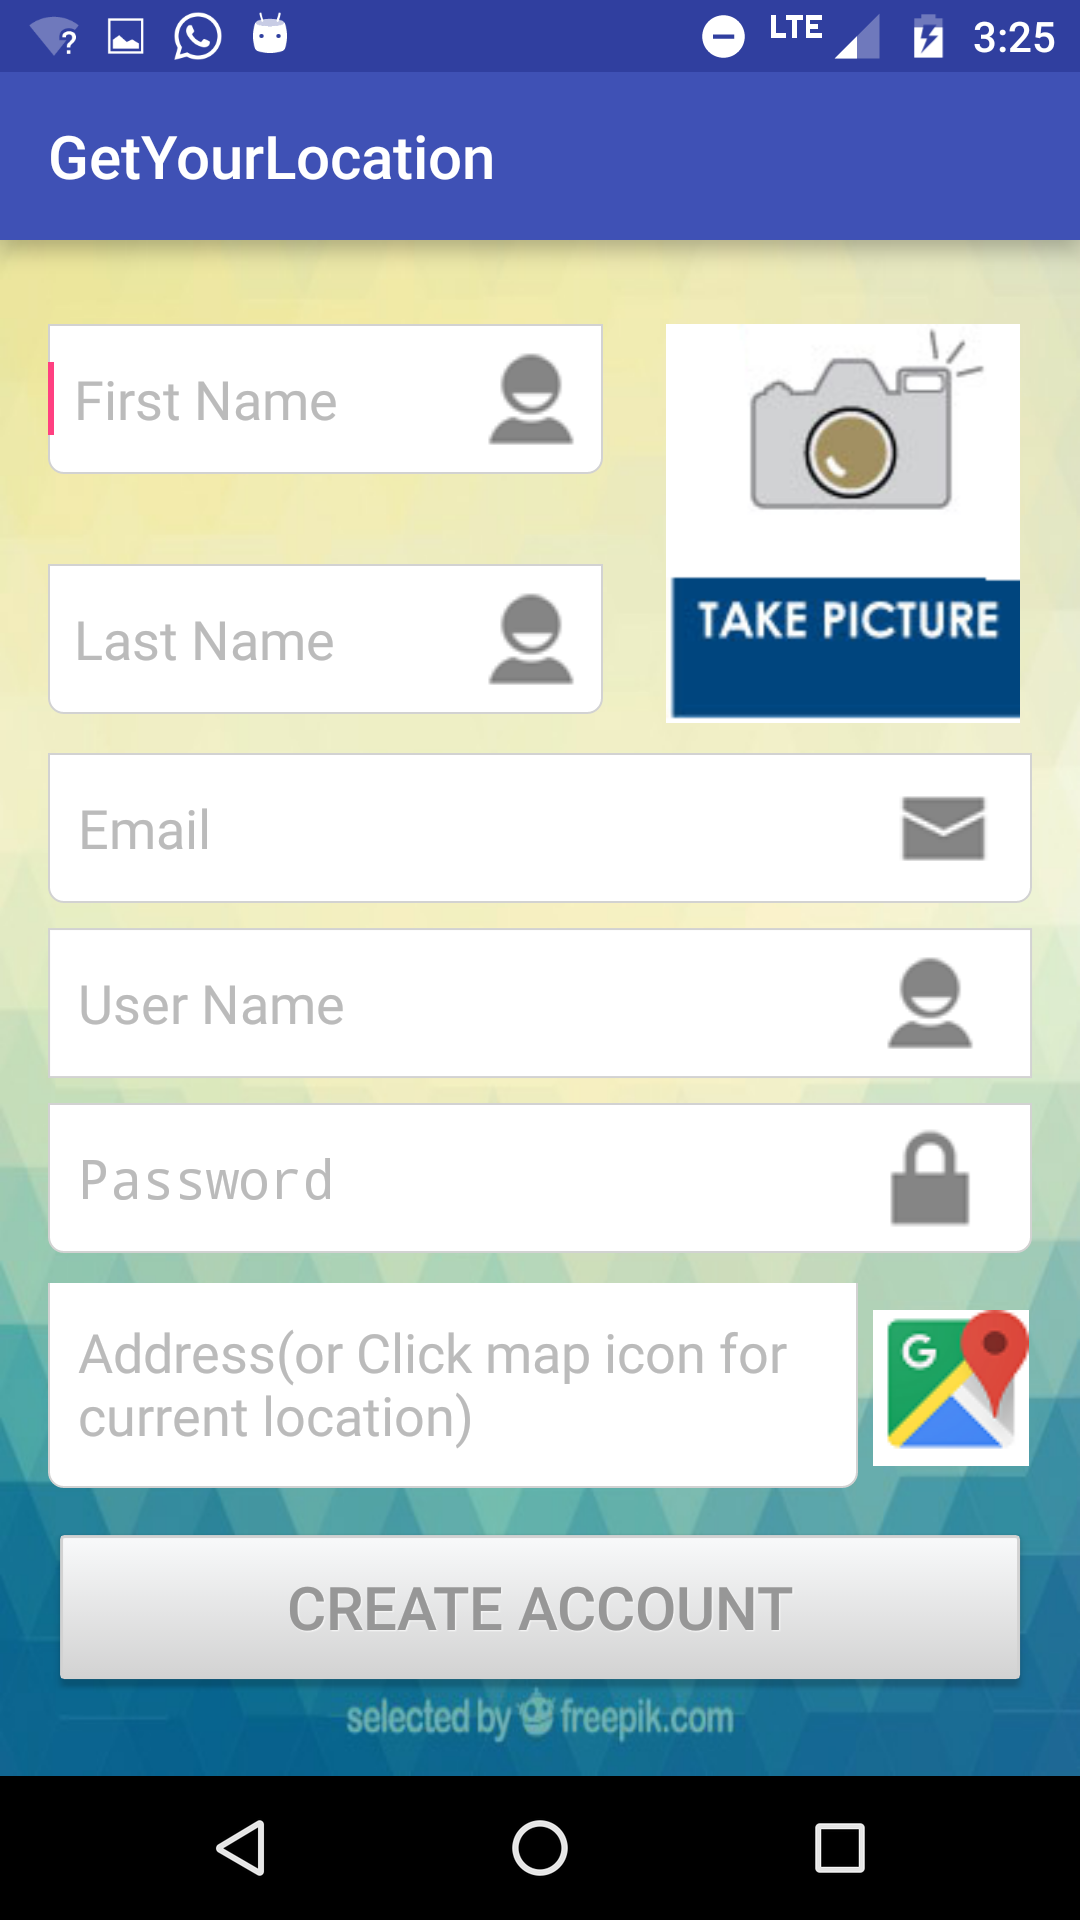 LTE 3:25
GetYourLocation
First Name
TAKE PICTURE
Last Name
Email
User Name
Password
Address(or Click map icon for
current location)
G
CREATE ACCOUNT
selected by freepik.com